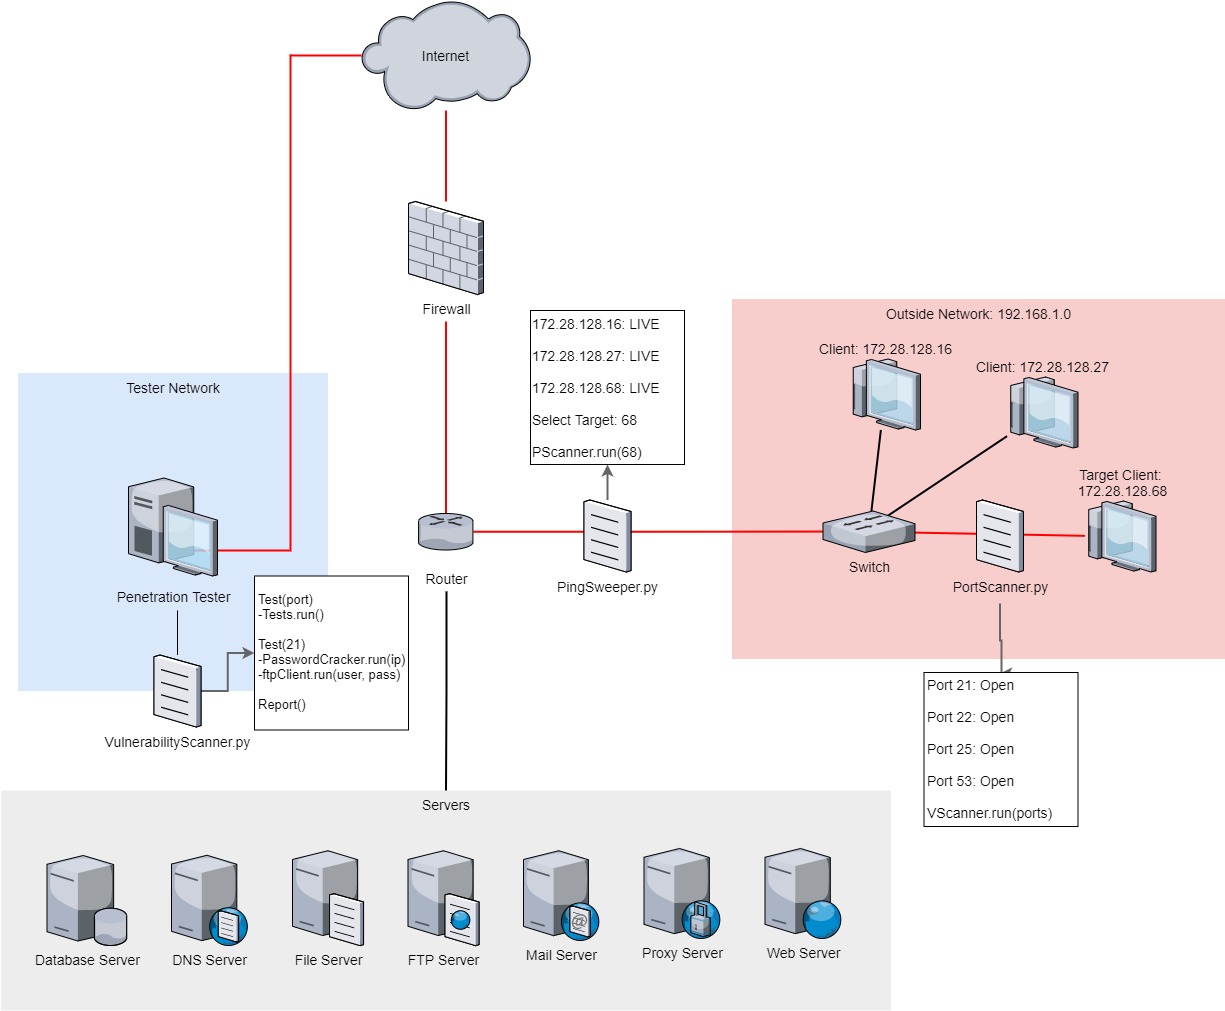 Internet
Firewall
Outside Network: 192.168.1.0
172.28.128.16: LIVE
172.28.128.27: LIVE
172.28.128.68: LIVE
Select Target: 68
PScanner.run(68)
Client: 172.28.128.16
Client: 172.28.128.27
Target Client:
172.28.128.68
Tester Network
Penetration Tester
Router
PingSweeper.py
Switch
PortScanner.py
Test(port)
-Tests.run()
Test(21)
-PasswordCracker.run(ip)
-ftpClient.run(user, pass)
Report()
VulnerabilityScanner.py
Port 21: Open
Port 22: Open
Port 25: Open
Port 53: Open
VScanner.run(ports)
Servers
Database Server
DNS Server
File Server
FTP Server
@
Mail Server
Proxy Server
Web Server